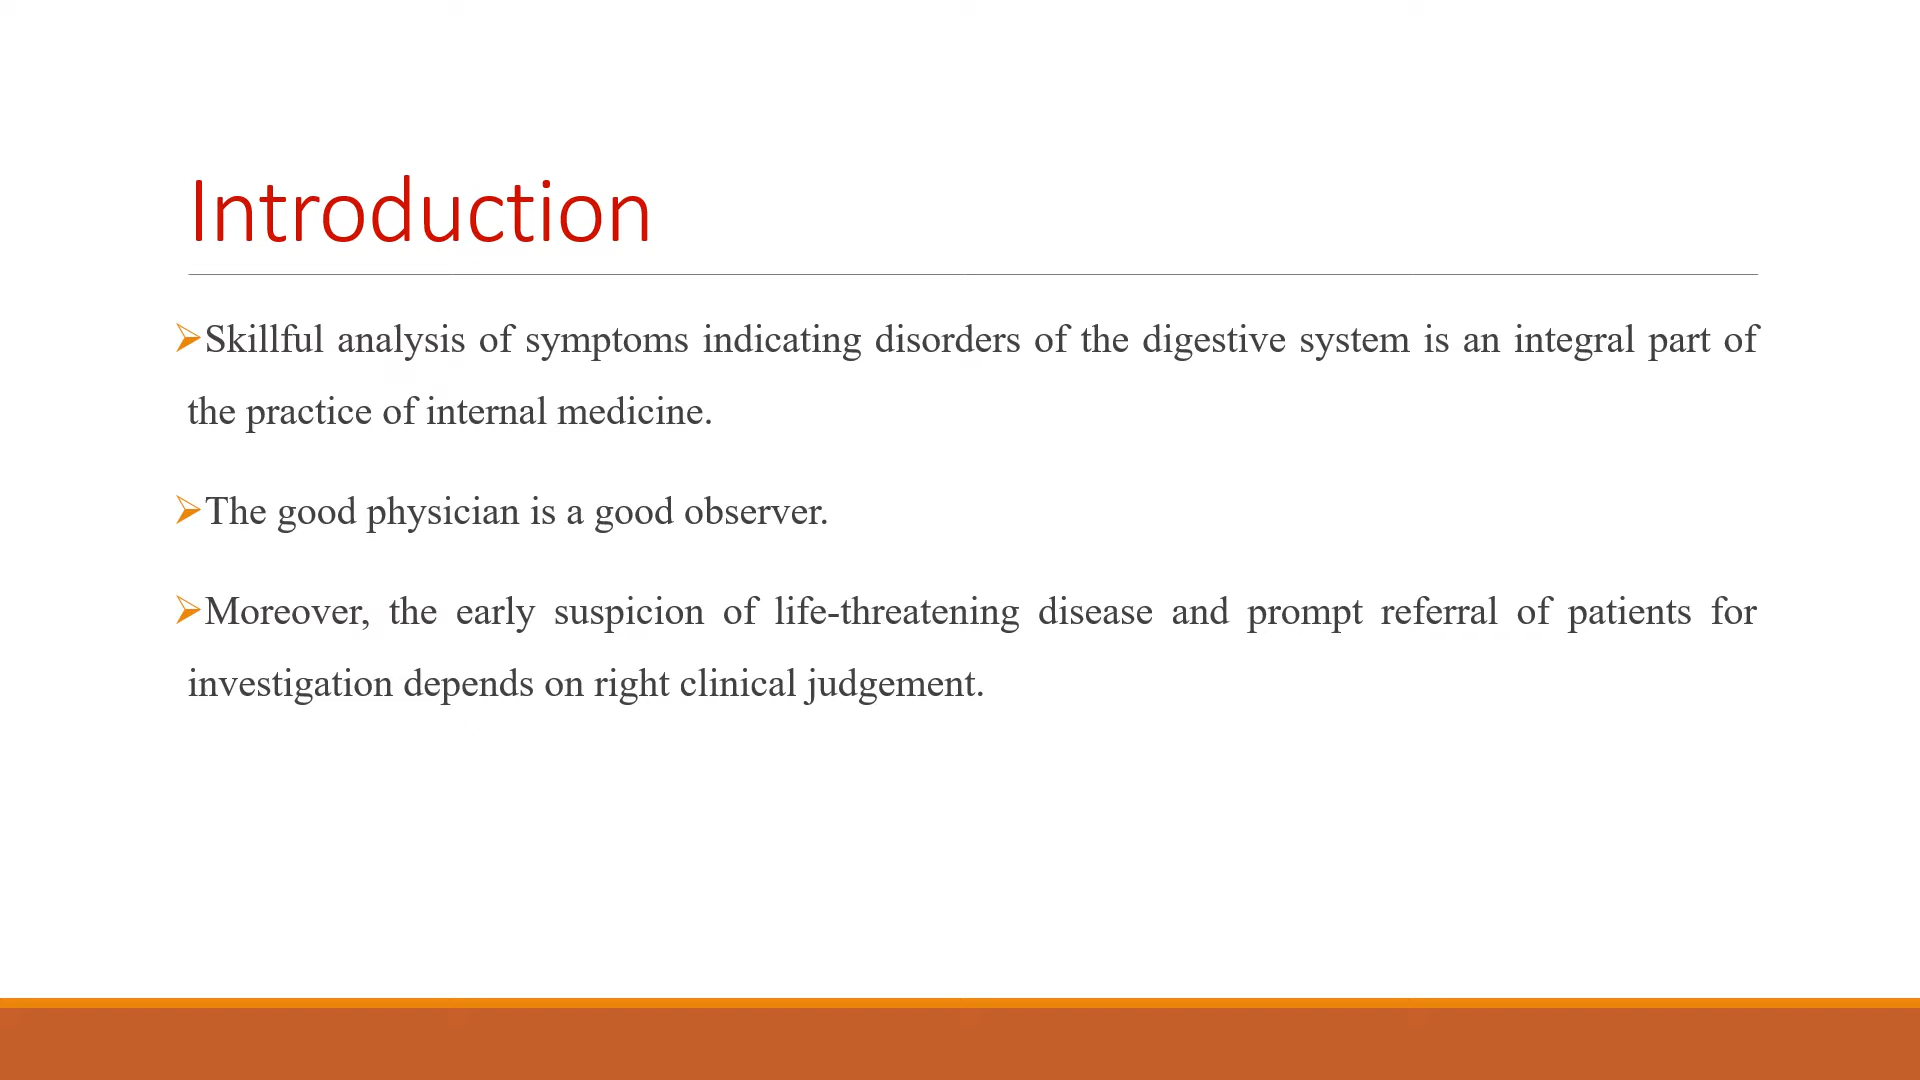 Introduction
➢Skillful analysis of symptoms indicating disorders of the digestive system is an integral part of
the practice of internal medicine.
➢The good physician is a good observer.
➢Moreover, the early suspicion of life-threatening disease and prompt referral of patients for
investigation depends on right clinical judgement.